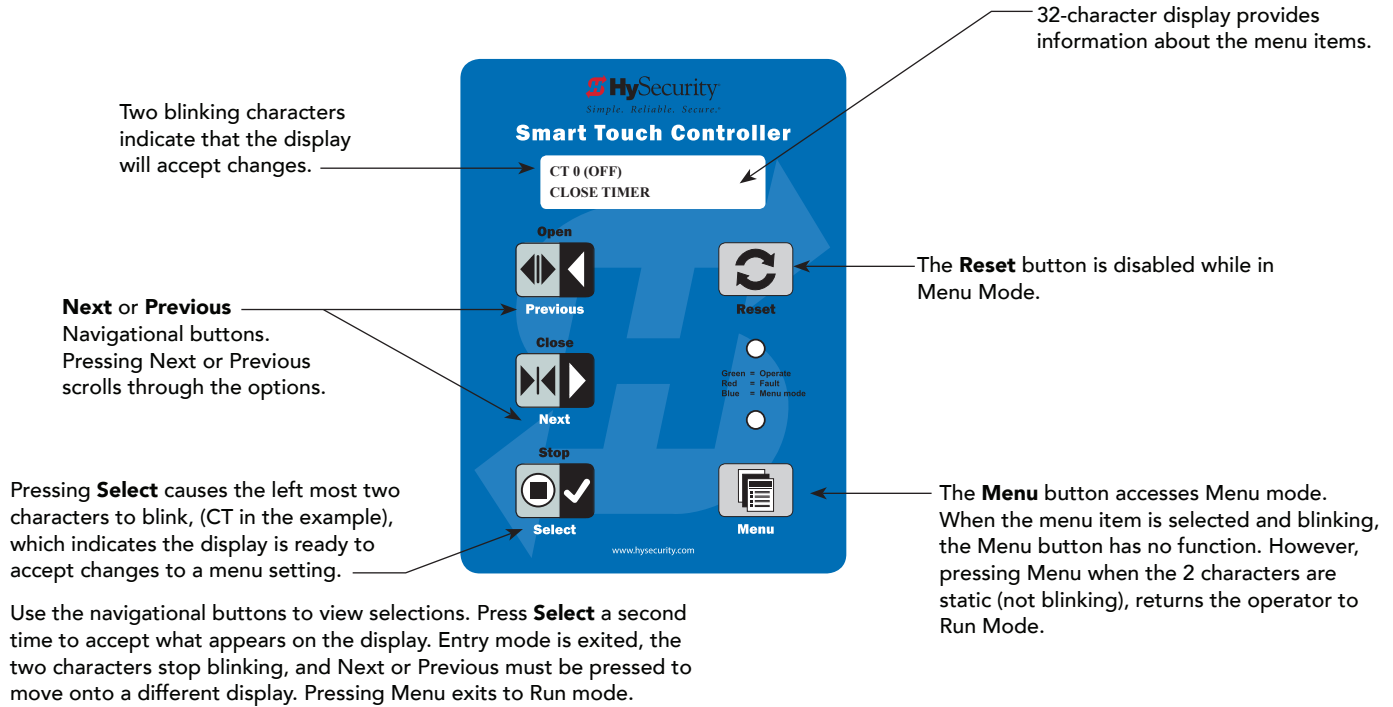 32-character display provides
information about the menu items.
HySecurity
Simple. Reliable. Secure.
Smart Touch Controller
Two blinking characters
indicate that the display
will accept changes.
CT 0 (OFF)
CLOSE TIMER
Open
Previous
Reset
The Reset button is disabled while in
Menu Mode.
Next or Previous
Navigational buttons.
Pressing Next or Previous
scrolls through the options.
Close
Next
Green = Operate
Red = Fault
Blue = Menu mode
Stop
Select
Menu
www.hysecurity.com
Pressing Select causes the left most two
characters to blink, (CT in the example),
which indicates the display is ready to
accept changes to a menu setting.
The Menu button accesses Menu mode.
When the menu item is selected and blinking,
the Menu button has no function. However,
pressing Menu when the 2 characters are
static (not blinking), returns the operator to
Run Mode.
Use the navigational buttons to view selections. Press Select a second
time to accept what appears on the display. Entry mode is exited, the
two characters stop blinking, and Next or Previous must be pressed to
move onto a different display. Pressing Menu exits to Run mode.